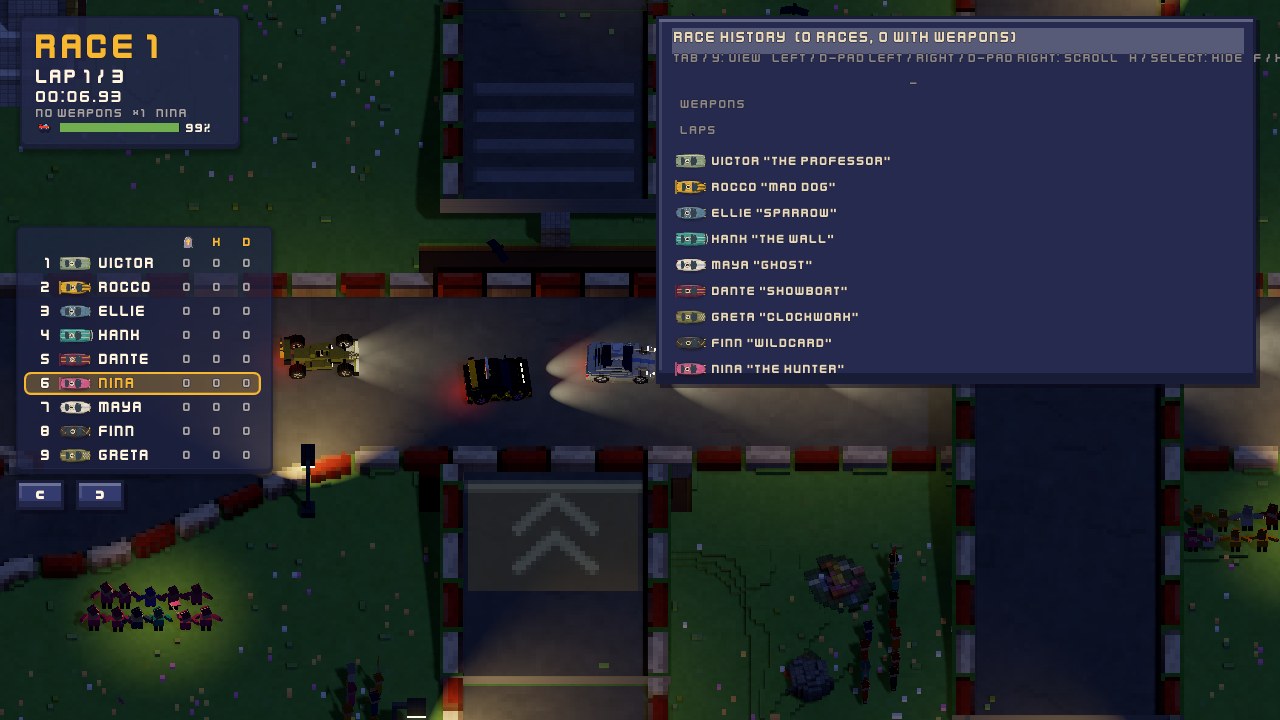 RACE 1
LAP 1 / 3
00:06.93
NO WEAPONS ×1 NINA
99%
RACE HISTORY (0 RACES, 0 WITH WEAPONS)
TAB / Y: VIEW LEFT / D-PAD LEFT / RIGHT / D-PAD RIGHT: SCROLL H / SELECT: HIDE F / H
–
WEAPONS
LAPS
VICTOR "THE PROFESSOR"
ROCCO "MAD DOG"
ELLIE "SPARROW"
HANK "THE WALL"
MAYA "GHOST"
DANTE "SHOWBOAT"
GRETA "CLOCKWORK"
FINN "WILDCARD"
NINA "THE HUNTER"
H D
1 VICTOR 0 0 0
2 ROCCO 0 0 0
3 ELLIE 0 0 0
4 HANK 0 0 0
5 DANTE 0 0 0
6 NINA 0 0 0
7 MAYA 0 0 0
8 FINN 0 0 0
9 GRETA 0 0 0